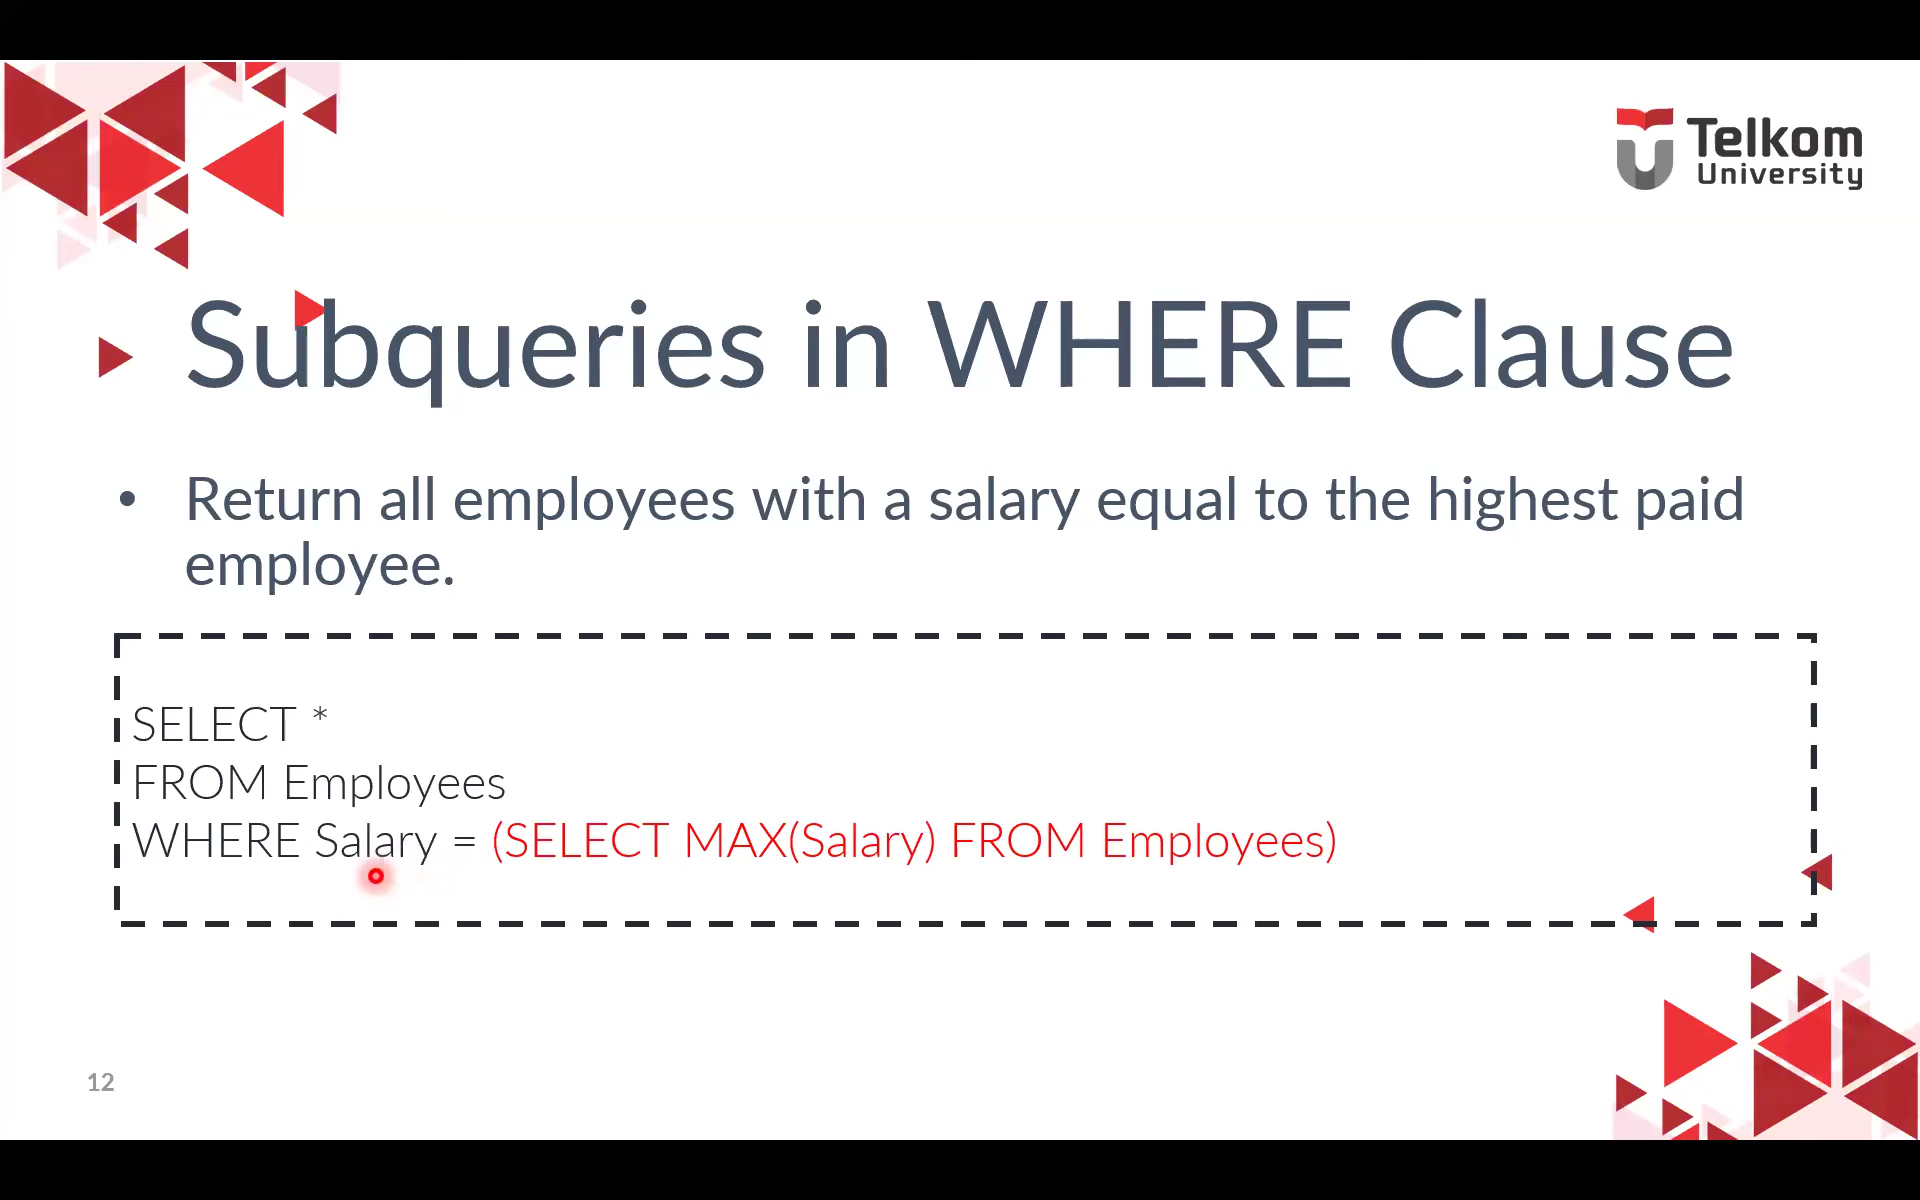 Telkom
University
Subqueries in WHERE Clause
• Return all employees with a salary equal to the highest paid
employee.
SELECT *
FROM Employees
WHERE Salary = (SELECT MAX(Salary) FROM Employees)
12